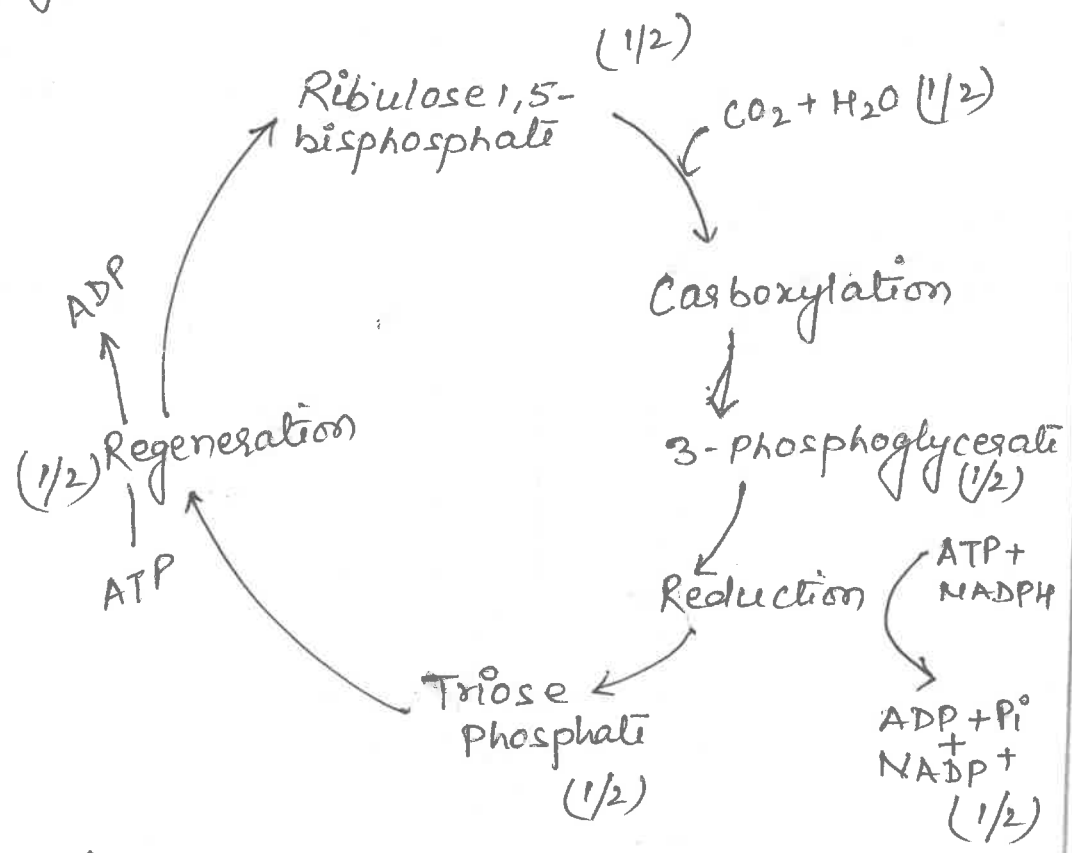 (1/2)
Ribulose 1,5-
bisphosphate
CO2 + H2O (1/2)
Carboxylation
ADP
3-Phosphoglycerate
(1/2)
(1/2) Regeneration
ATP
Reduction
ATP +
NADPH
Triose
Phosphate
(1/2)
ADP + Pi
+
NADP+
(1/2)